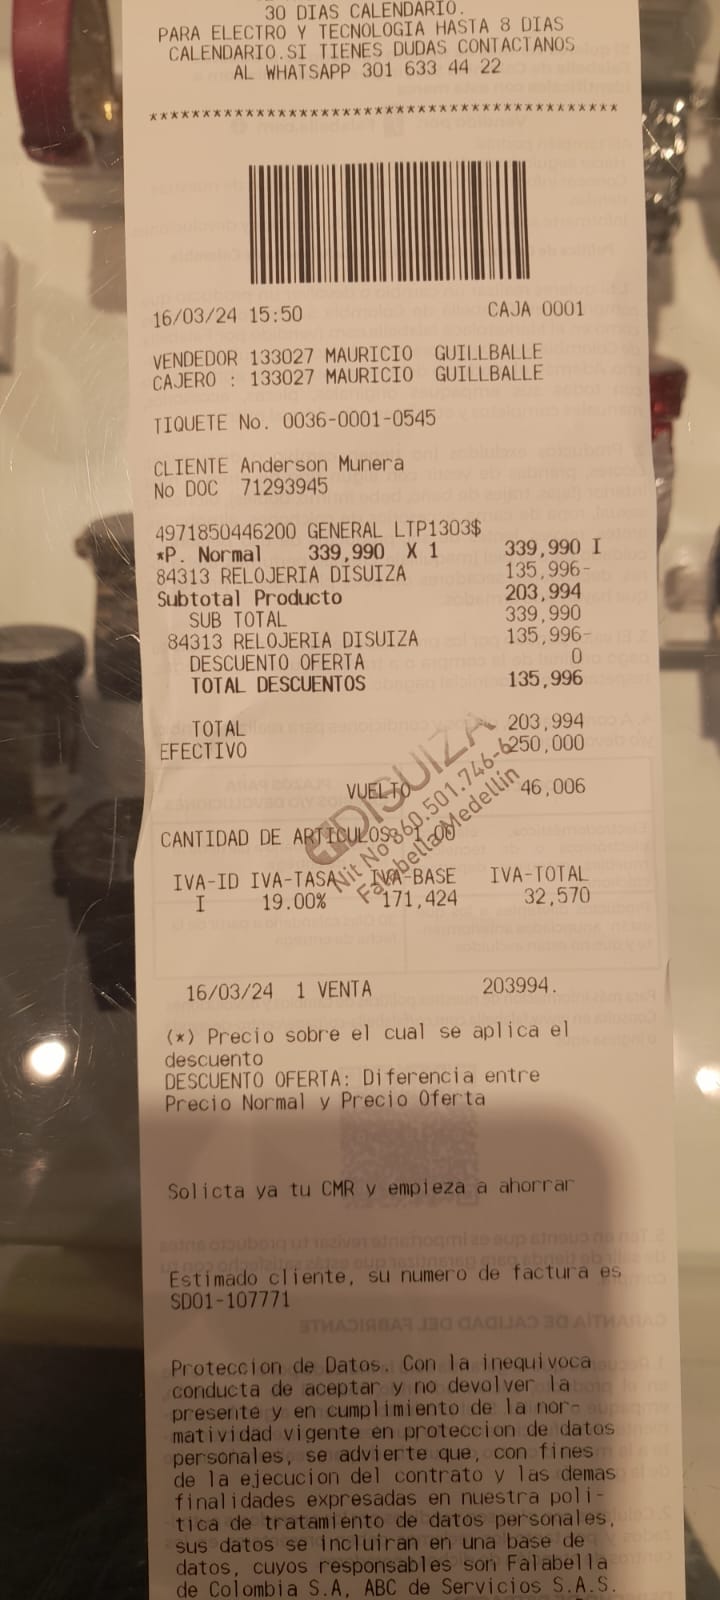 30 DIAS CALENDARIO.
PARA ELECTRO Y TECNOLOGIA HASTA 8 DIAS
CALENDARIO.SI TIENES DUDAS CONTACTANOS
AL WHATSAPP 301 633 44 22
******************************************
16/03/24 15:50 CAJA 0001
VENDEDOR 133027 MAURICIO GUILLBALLE
CAJERO : 133027 MAURICIO GUILLBALLE
TIQUETE No. 0036-0001-0545
CLIENTE Anderson Munera
No DOC 71293945
4971850446200 GENERAL LTP1303$
*P. Normal 339,990 X 1 339,990 I
84313 RELOJERIA DISUIZA 135,996-
Subtotal Producto 203,994
SUB TOTAL 339,990
84313 RELOJERIA DISUIZA 135,996-
DESCUENTO OFERTA 0
TOTAL DESCUENTOS 135,996
TOTAL 203,994
EFECTIVO 250,000
VUELTO 46,006
DISUIZA
Nit No 860.501.746-6
Falabella Medellín
CANTIDAD DE ARTICULOS: 1.00
IVA-ID IVA-TASA IVA-BASE IVA-TOTAL
I 19.00% 171,424 32,570
16/03/24 1 VENTA 203994.
(*) Precio sobre el cual se aplica el
descuento
DESCUENTO OFERTA: Diferencia entre
Precio Normal y Precio Oferta
Solicta ya tu CMR y empieza a ahorrar
Estimado cliente, su numero de factura es
SD01-107771
Proteccion de Datos. Con la inequivoca
conducta de aceptar y no devolver la
presente y en cumplimiento de la nor-
matividad vigente en proteccion de datos
personales, se advierte que, con fines
de la ejecucion del contrato y las demas
finalidades expresadas en nuestra poli-
tica de tratamiento de datos personales,
sus datos se incluiran en una base de
datos, cuyos responsables son Falabella
de Colombia S.A, ABC de Servicios S.A.S.